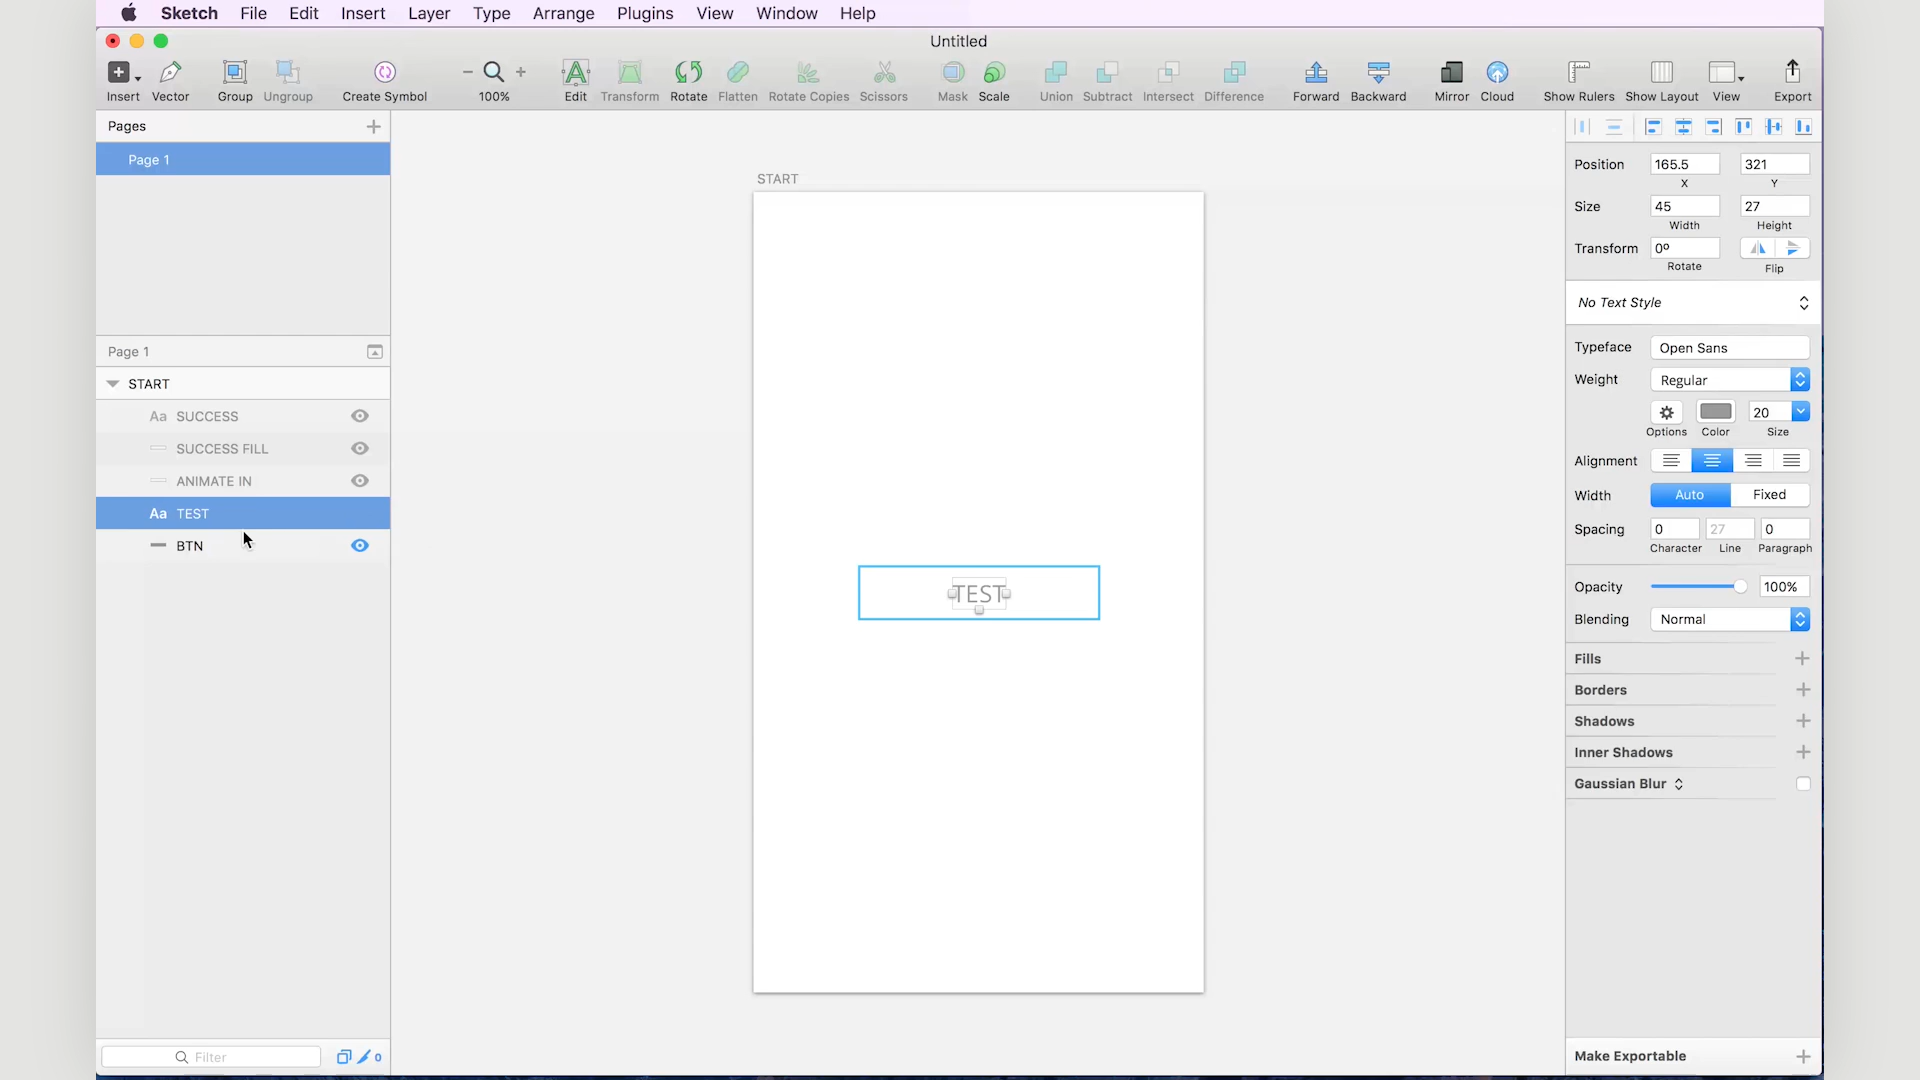 Sketch File Edit Insert Layer Type Arrange Plugins View Window Help
Untitled
Insert Vector Group Ungroup Create Symbol 100% Edit Transform Rotate Flatten Rotate Copies Scissors Mask Scale Union Subtract Intersect Difference Forward Backward Mirror Cloud Show Rulers Show Layout View Export
Pages
Page 1
Page 1
START
Aa SUCCESS
SUCCESS FILL
ANIMATE IN
Aa TEST
BTN
Filter
0
START
TEST
Position 165.5 321
X Y
Size 45 27
Width Height
Transform 0º
Rotate Flip
No Text Style
Typeface Open Sans
Weight Regular
20
Options Color Size
Alignment
Width Auto Fixed
Spacing 0 27 0
Character Line Paragraph
Opacity 100%
Blending Normal
Fills
Borders
Shadows
Inner Shadows
Gaussian Blur
Make Exportable